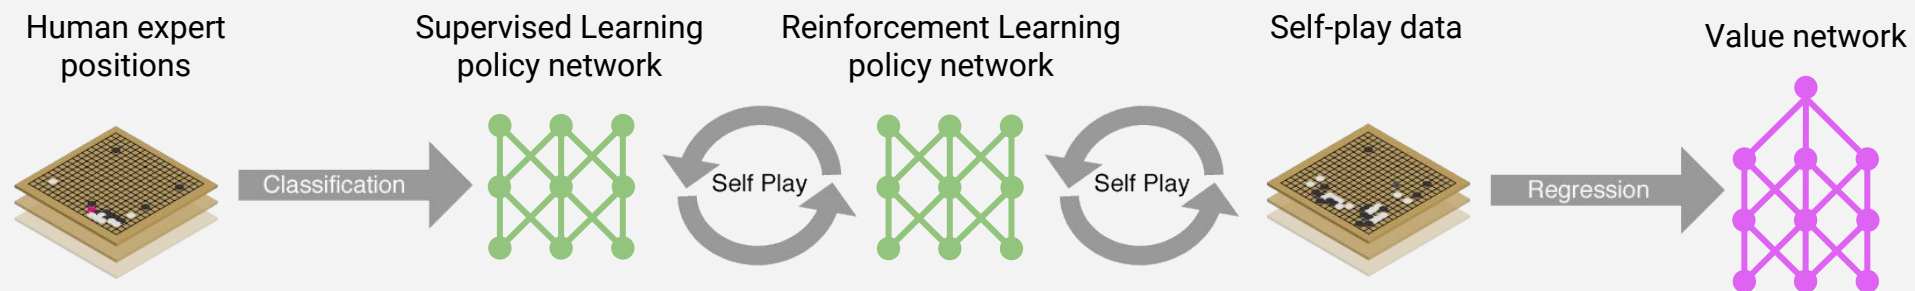 Human expert
positions
Supervised Learning
policy network
Reinforcement Learning
policy network
Self-play data
Value network
Classification
Self Play
Self Play
Regression